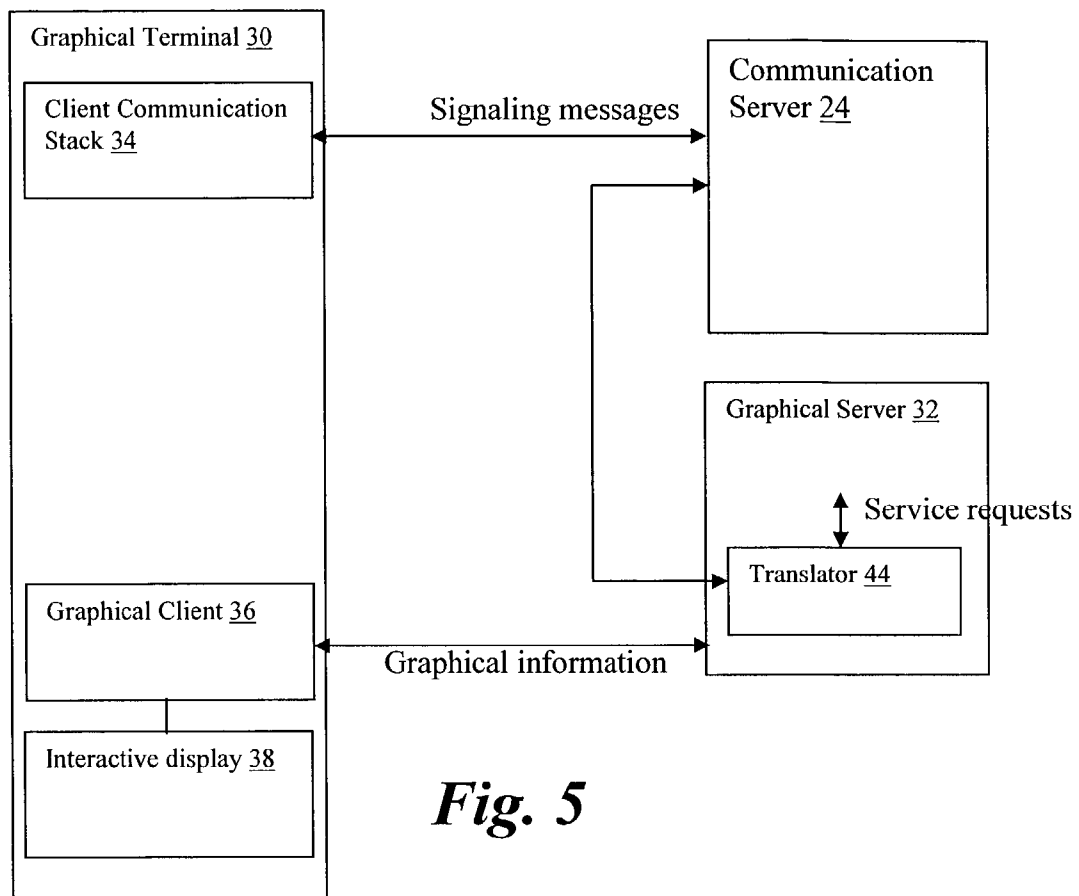 Graphical Terminal 30
Client Communication
Stack 34
Signaling messages
Communication
Server 24
Graphical Server 32
Service requests
Translator 44
Graphical Client 36
Graphical information
Interactive display 38
Fig. 5